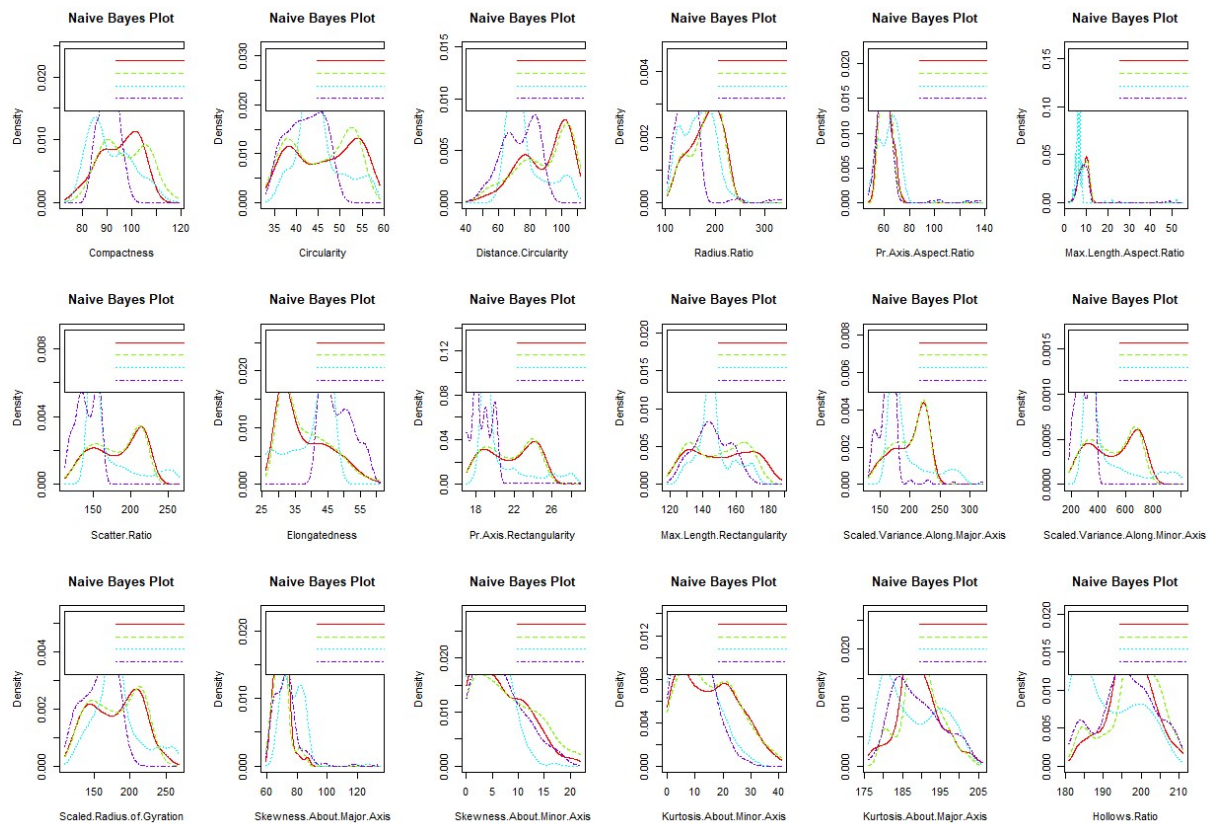 Naive Bayes Plot Naive Bayes Plot Naive Bayes Plot Naive Bayes Plot Naive Bayes Plot Naive Bayes Plot
Density Density Density Density Density Density
0.020 0.030 0.015 0.004 0.020 0.15
0.010 0.025 0.010 0.002 0.015 0.10
0.000 0.020 0.005 0.000 0.010 0.05
0.015 0.000 0.005 0.00
0.010 0.000
0.005
0.000
80 90 100 120 35 40 45 50 55 60 40 60 80 100 100 200 300 60 80 100 140 0 10 20 30 40 50
Compactness Circularity Distance.Circularity Radius.Ratio Pr.Axis.Aspect.Ratio Max.Length.Aspect.Ratio
Naive Bayes Plot Naive Bayes Plot Naive Bayes Plot Naive Bayes Plot Naive Bayes Plot Naive Bayes Plot
Density Density Density Density Density Density
0.008 0.020 0.12 0.020 0.008 0.0015
0.004 0.010 0.08 0.015 0.006 0.0010
0.000 0.000 0.04 0.010 0.004 0.0005
0.00 0.005 0.002 0.0000
0.000 0.000
150 200 250 25 35 45 55 18 22 26 120 140 160 180 150 200 250 300 200 400 600 800
Scatter.Ratio Elongatedness Pr.Axis.Rectangularity Max.Length.Rectangularity Scaled.Variance.Along.Major.Axis Scaled.Variance.Along.Minor.Axis
Naive Bayes Plot Naive Bayes Plot Naive Bayes Plot Naive Bayes Plot Naive Bayes Plot Naive Bayes Plot
Density Density Density Density Density Density
0.004 0.020 0.020 0.012 0.020 0.020
0.002 0.015 0.010 0.008 0.010 0.015
0.000 0.010 0.000 0.004 0.000 0.010
0.005 0.000 0.005
0.000 0.000
150 200 250 60 80 100 120 0 5 10 15 20 0 10 20 30 40 175 185 195 205 180 190 200 210
Scaled.Radius.of.Gyration Skewness.About.Major.Axis Skewness.About.Minor.Axis Kurtosis.About.Minor.Axis Kurtosis.About.Major.Axis Hollows.Ratio